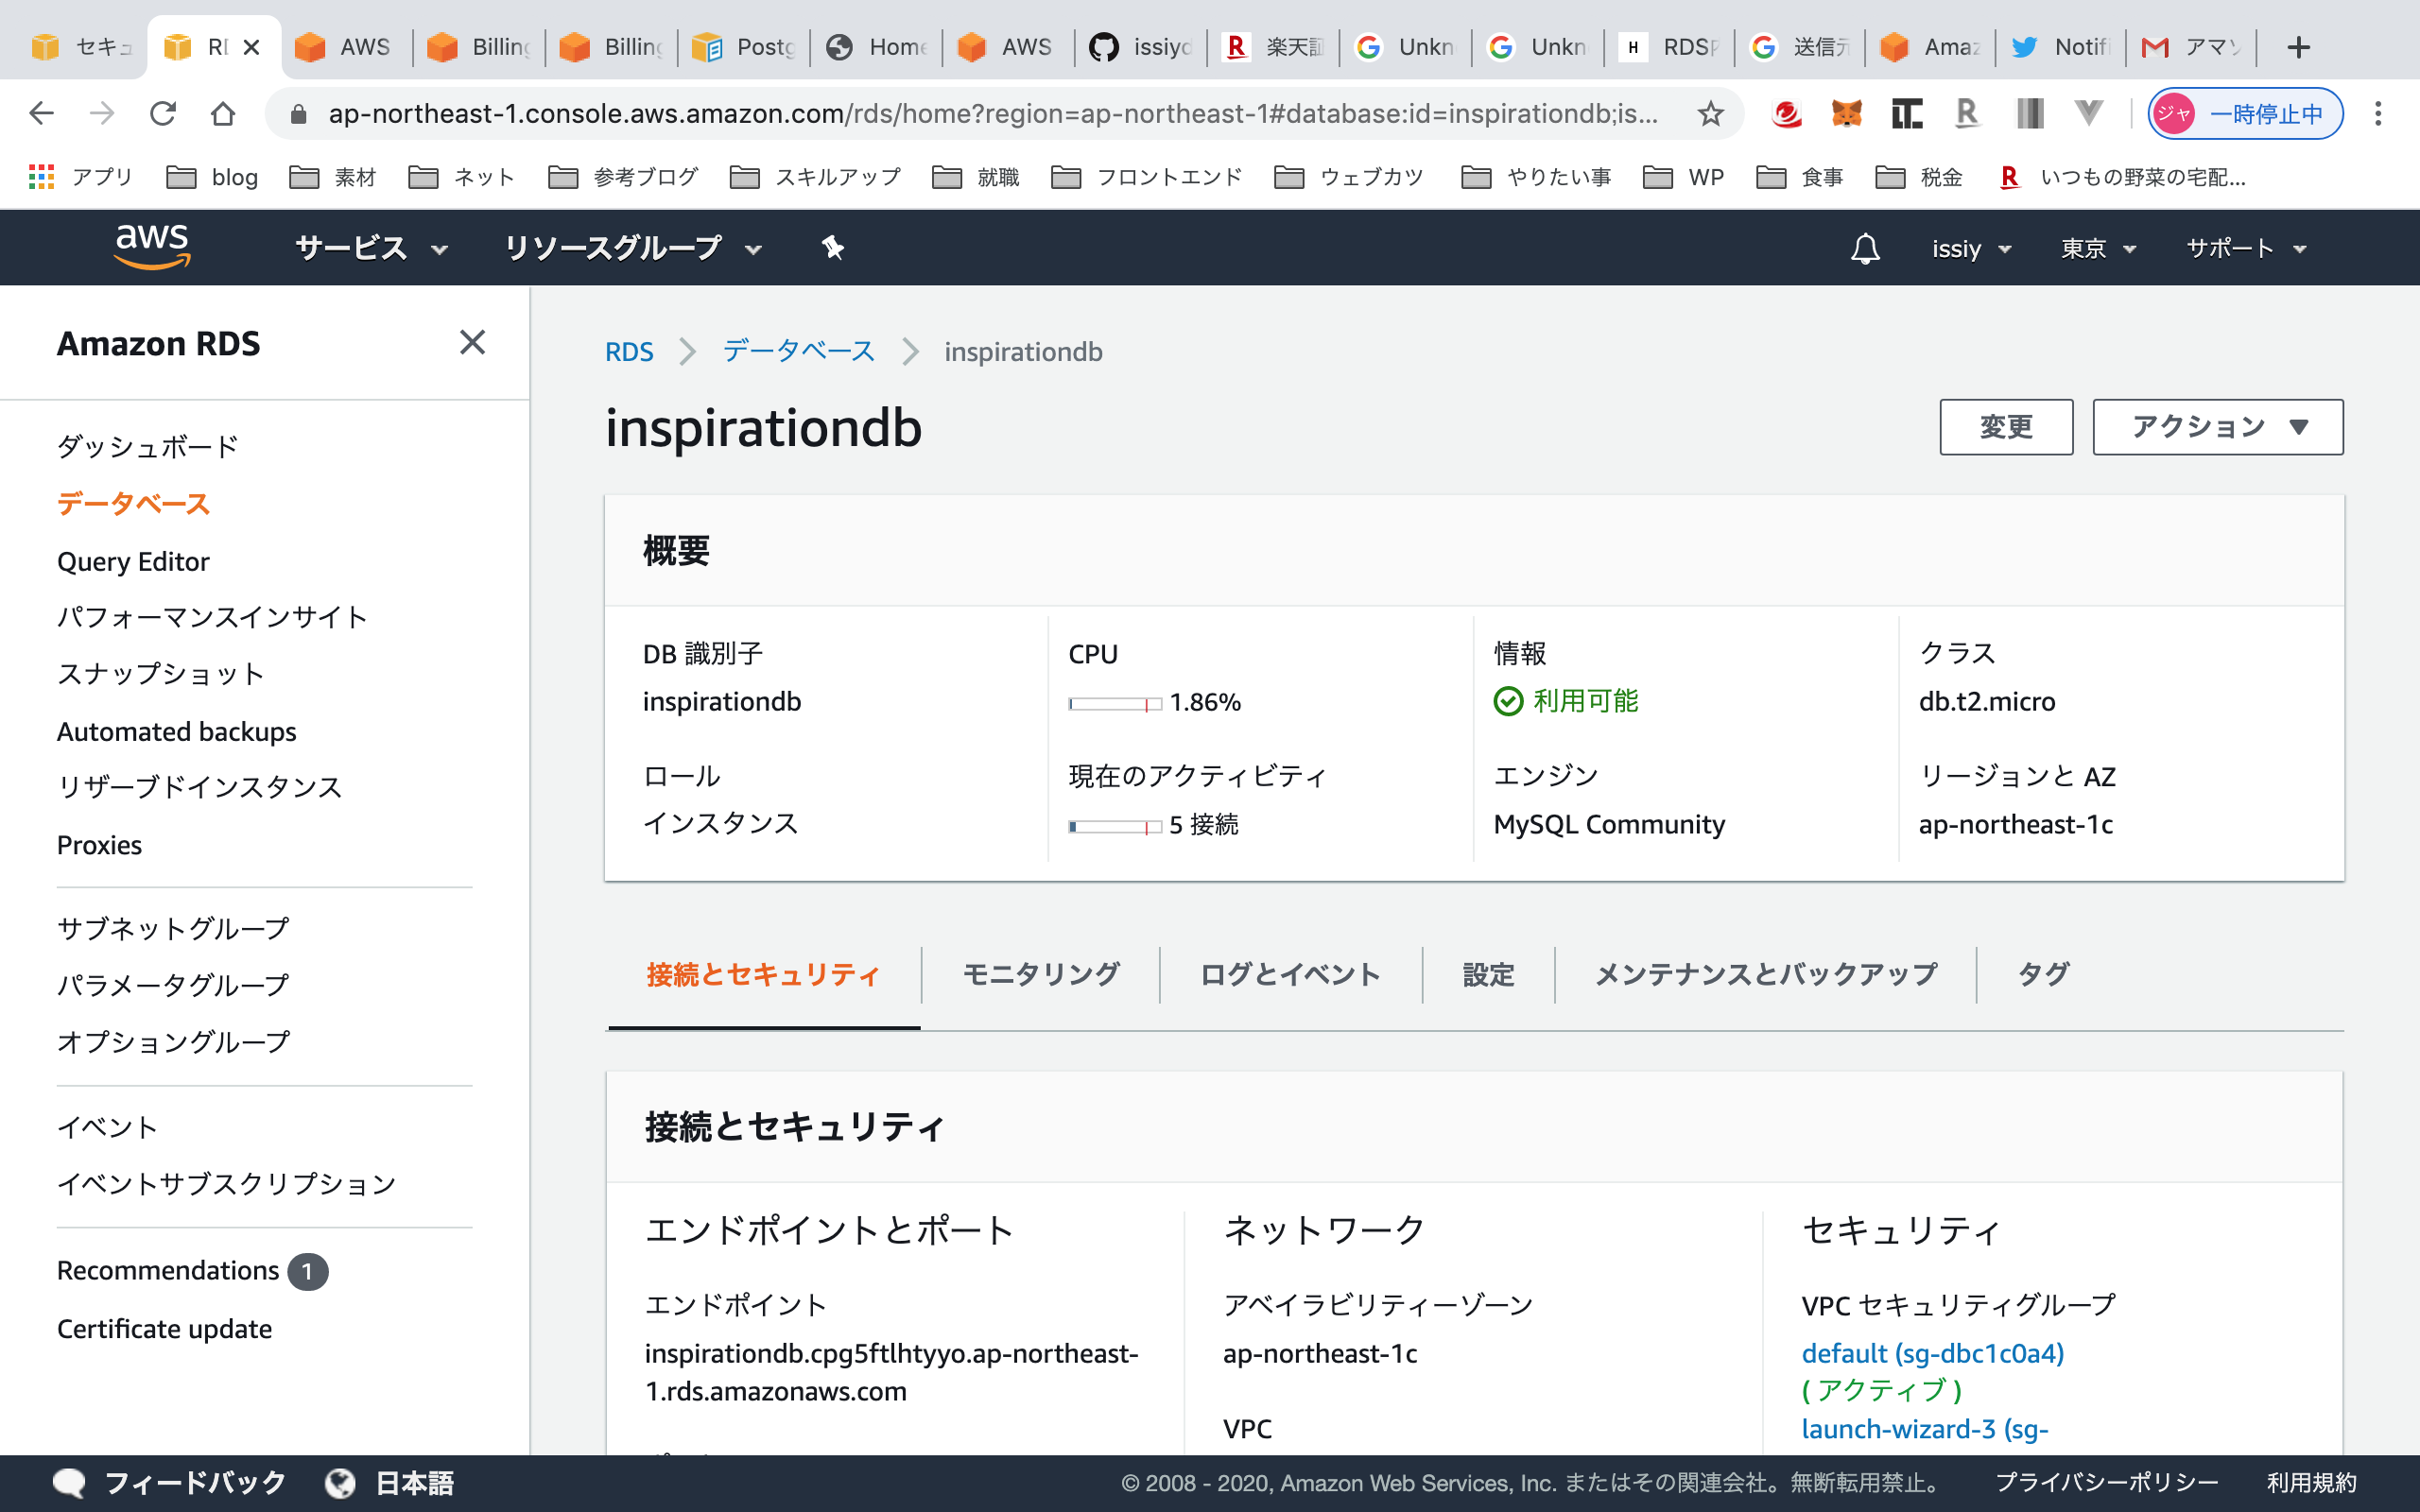 セキュ
RD
AWS
Billing
Billing
Postg
Home
AWS
issiyd
楽天証
Unkn
Unkn
H RDSP
送信元
Amaz
Notifi
アマゾ
ap-northeast-1.console.aws.amazon.com/rds/home?region=ap-northeast-1#database:id=inspirationdb;is...
ジャ 一時停止中
アプリ blog 素材 ネット 参考ブログ スキルアップ 就職 フロントエンド ウェブカツ やりたい事 WP 食事 税金 R いつもの野菜の宅配...
aws サービス リソースグループ issiy 東京 サポート
Amazon RDS
ダッシュボード
データベース
Query Editor
パフォーマンスインサイト
スナップショット
Automated backups
リザーブドインスタンス
Proxies
サブネットグループ
パラメータグループ
オプショングループ
イベント
イベントサブスクリプション
Recommendations 1
Certificate update
RDS データベース inspirationdb
inspirationdb
変更 アクション
概要
DB 識別子
inspirationdb
CPU
1.86%
情報
利用可能
クラス
db.t2.micro
ロール
インスタンス
現在のアクティビティ
5 接続
エンジン
MySQL Community
リージョンと AZ
ap-northeast-1c
接続とセキュリティ モニタリング ログとイベント 設定 メンテナンスとバックアップ タグ
接続とセキュリティ
エンドポイントとポート
エンドポイント
inspirationdb.cpg5ftlhtyyo.ap-northeast-
1.rds.amazonaws.com
ネットワーク
アベイラビリティーゾーン
ap-northeast-1c
VPC
セキュリティ
VPC セキュリティグループ
default (sg-dbc1c0a4)
( アクティブ )
launch-wizard-3 (sg-
フィードバック 日本語 © 2008 - 2020, Amazon Web Services, Inc. またはその関連会社。無断転用禁止。 プライバシーポリシー 利用規約